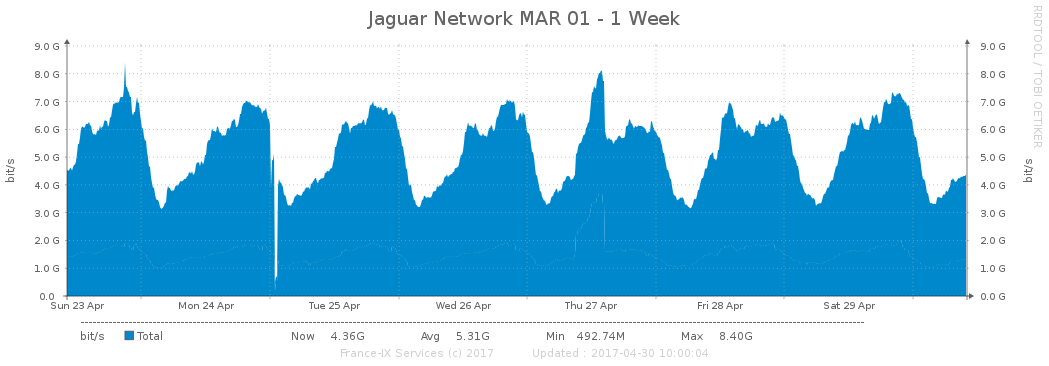 Jaguar Network MAR 01 - 1 Week
RRDTOOL / TOBI OETIKER
bit/s
9.0 G 9.0 G
8.0 G 8.0 G
7.0 G 7.0 G
6.0 G 6.0 G
5.0 G 5.0 G
4.0 G 4.0 G
3.0 G 3.0 G
2.0 G 2.0 G
1.0 G 1.0 G
0.0 0.0 G
bit/s
Sun 23 Apr Mon 24 Apr Tue 25 Apr Wed 26 Apr Thu 27 Apr Fri 28 Apr Sat 29 Apr
bit/s Total Now 4.36G Avg 5.31G Min 492.74M Max 8.40G
France-IX Services (c) 2017 Updated : 2017-04-30 10:00:04